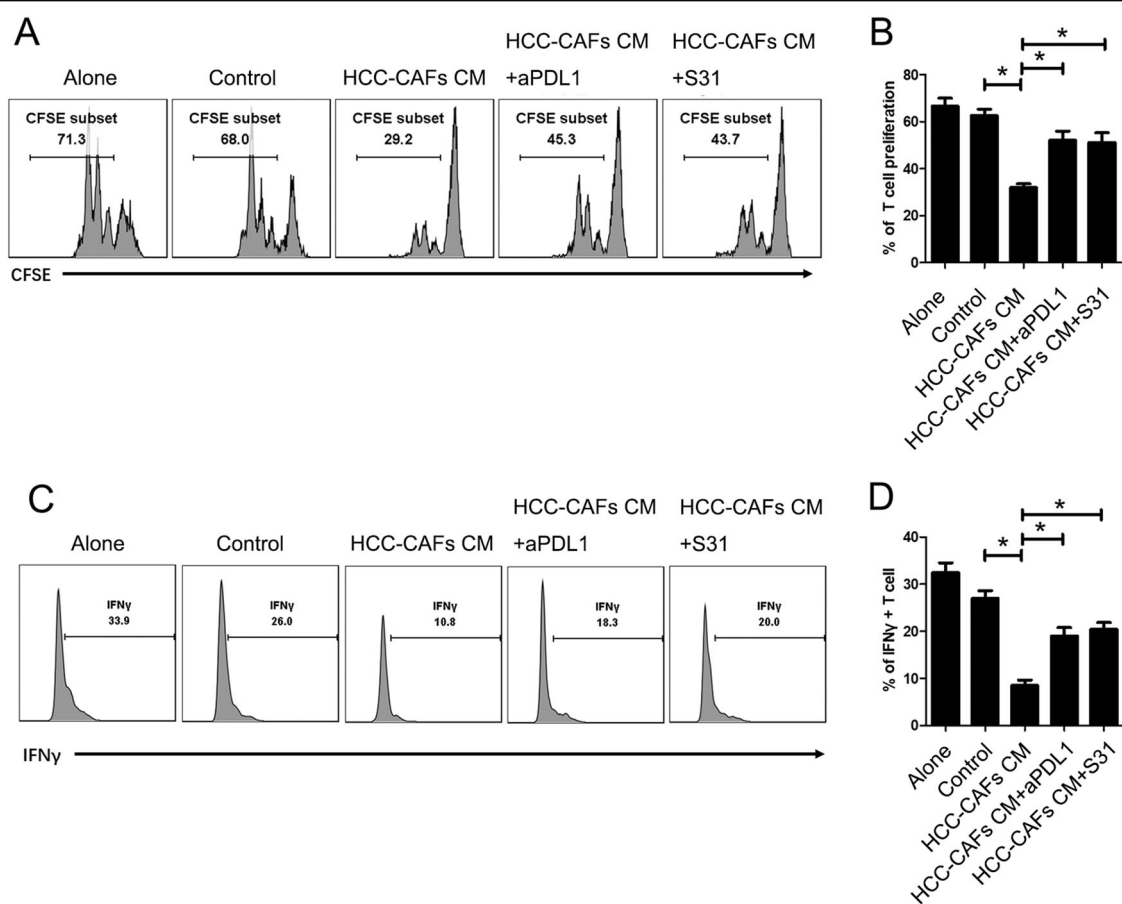 A
Alone
Control
HCC-CAFs CM
HCC-CAFs CM
+aPDL1
HCC-CAFs CM
+S31
CFSE subset
71.3
CFSE subset
68.0
CFSE subset
29.2
CFSE subset
45.3
CFSE subset
43.7
CFSE
B
% of T cell preliferation
80
60
40
20
0
*
*
*
Alone
Control
HCC-CAFs CM
HCC-CAFs CM+aPDL1
HCC-CAFs CM+S31
C
Alone
Control
HCC-CAFs CM
HCC-CAFs CM
+aPDL1
HCC-CAFs CM
+S31
IFNγ
33.9
IFNγ
26.0
IFNγ
10.8
IFNγ
18.3
IFNγ
20.0
IFNγ
D
% of IFNγ + T cell
40
30
20
10
0
*
*
*
Alone
Control
HCC-CAFs CM
HCC-CAFs CM+aPDL1
HCC-CAFs CM+S31